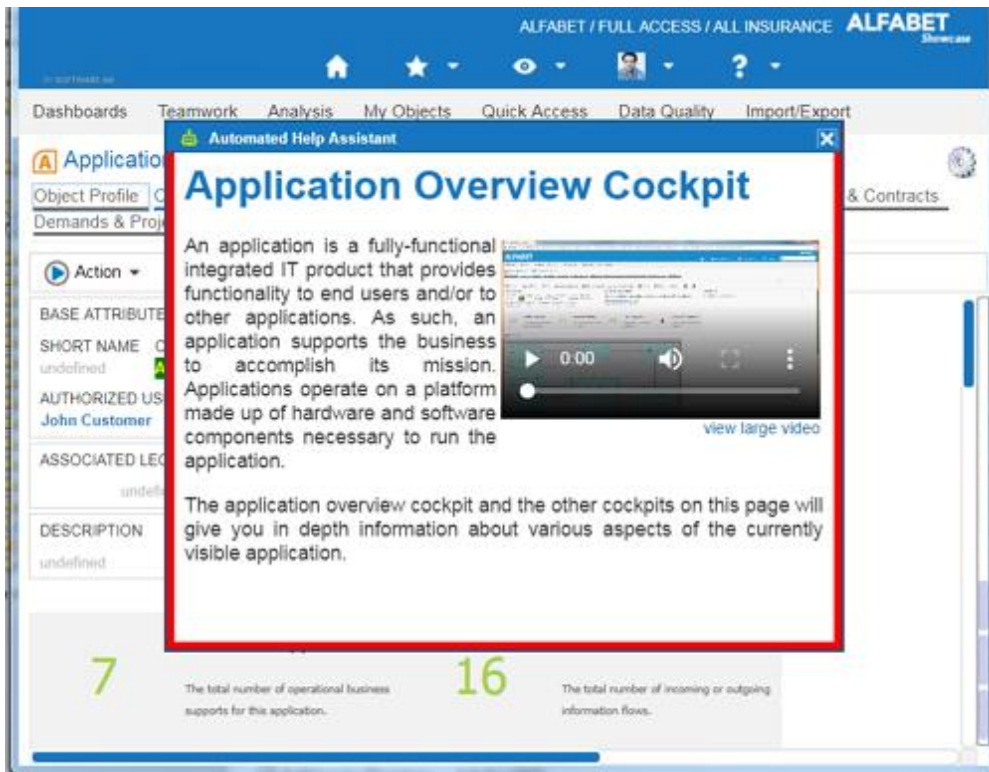 ALFABET / FULL ACCESS / ALL INSURANCE ALFABET
Showcase
?
Dashboards Teamwork Analysis My Objects Quick Access Data Quality Import/Export
Automated Help Assistant
A Applicatio
Application Overview Cockpit
Object Profile & Contracts
Demands & Proj
An application is a fully-functional
integrated IT product that provides
functionality to end users and/or to
other applications. As such, an
application supports the business
to accomplish its mission.
Applications operate on a platform
made up of hardware and software
components necessary to run the
application.
0:00
view large video
The application overview cockpit and the other cockpits on this page will
give you in depth information about various aspects of the currently
visible application.
Action
BASE ATTRIBUTE
SHORT NAME
undefined
AUTHORIZED US
John Customer
ASSOCIATED LEG
undefi
DESCRIPTION
undefined
7
The total number of operational business
supports for this application.
16
The total number of incoming or outgoing
information flows.